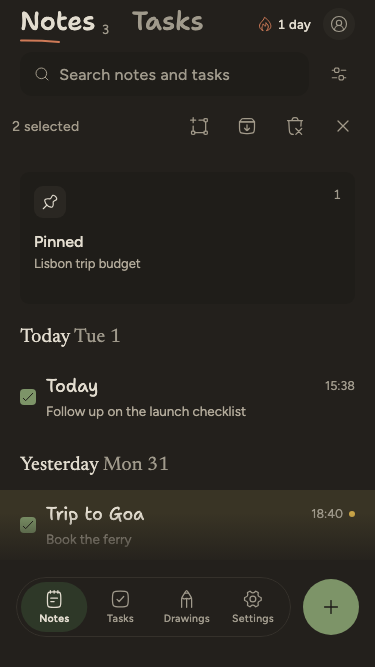 Notes 3 Tasks 1 day
Search notes and tasks
2 selected
1
Pinned
Lisbon trip budget
Today Tue 1
Today 15:38
Follow up on the launch checklist
Yesterday Mon 31
Trip to Goa 18:40
Book the ferry
Notes Tasks Drawings Settings